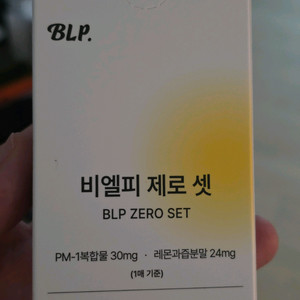 BLP.
비엘피 제로 셋
BLP ZERO SET
PM-1복합물 30mg · 레몬과즙분말 24mg
(1매 기준)